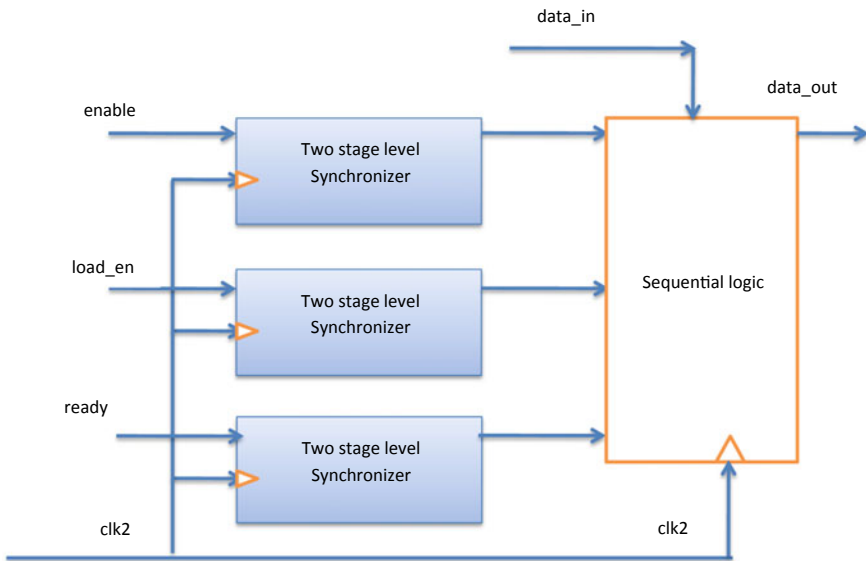 data_in
data_out
enable
Two stage level
Synchronizer
load_en
Two stage level
Synchronizer
Sequential logic
ready
Two stage level
Synchronizer
clk2
clk2